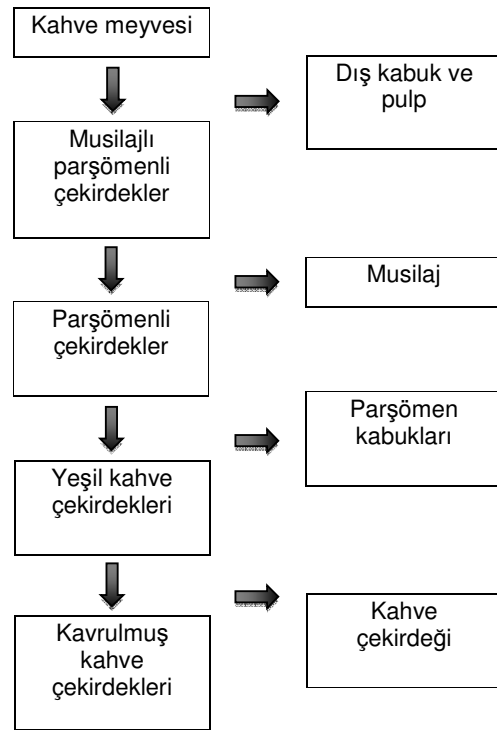 Kahve meyvesi
Dış kabuk ve
pulp
Musilajlı
parşömenli
çekirdekler
Musilaj
Parşömenli
çekirdekler
Parşömen
kabukları
Yeşil kahve
çekirdekleri
Kahve
çekirdeği
Kavrulmuş
kahve
çekirdekleri